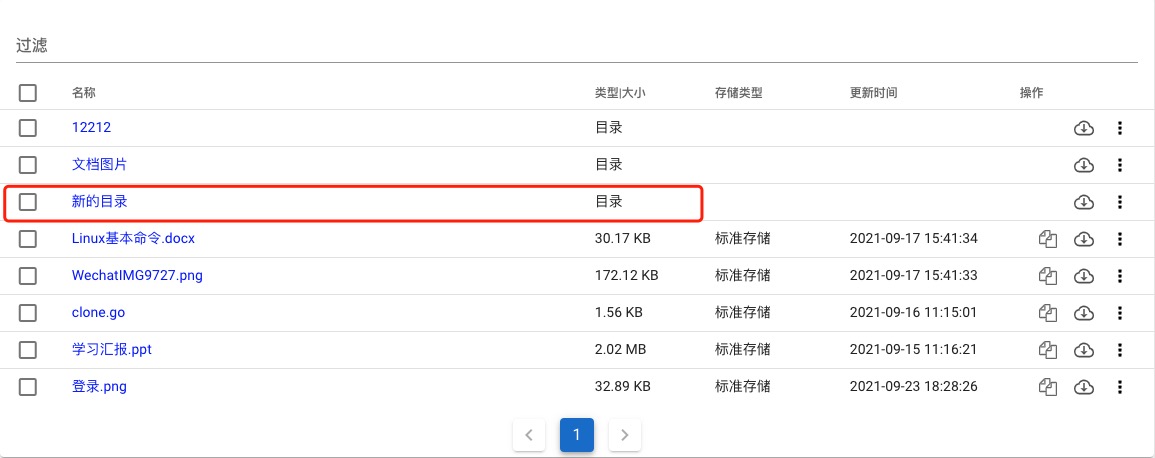 过滤
名称 类型|大小 存储类型 更新时间 操作
12212 目录
文档图片 目录
新的目录 目录
Linux基本命令.docx 30.17 KB 标准存储 2021-09-17 15:41:34
WechatIMG9727.png 172.12 KB 标准存储 2021-09-17 15:41:33
clone.go 1.56 KB 标准存储 2021-09-16 11:15:01
学习汇报.ppt 2.02 MB 标准存储 2021-09-15 11:16:21
登录.png 32.89 KB 标准存储 2021-09-23 18:28:26
1